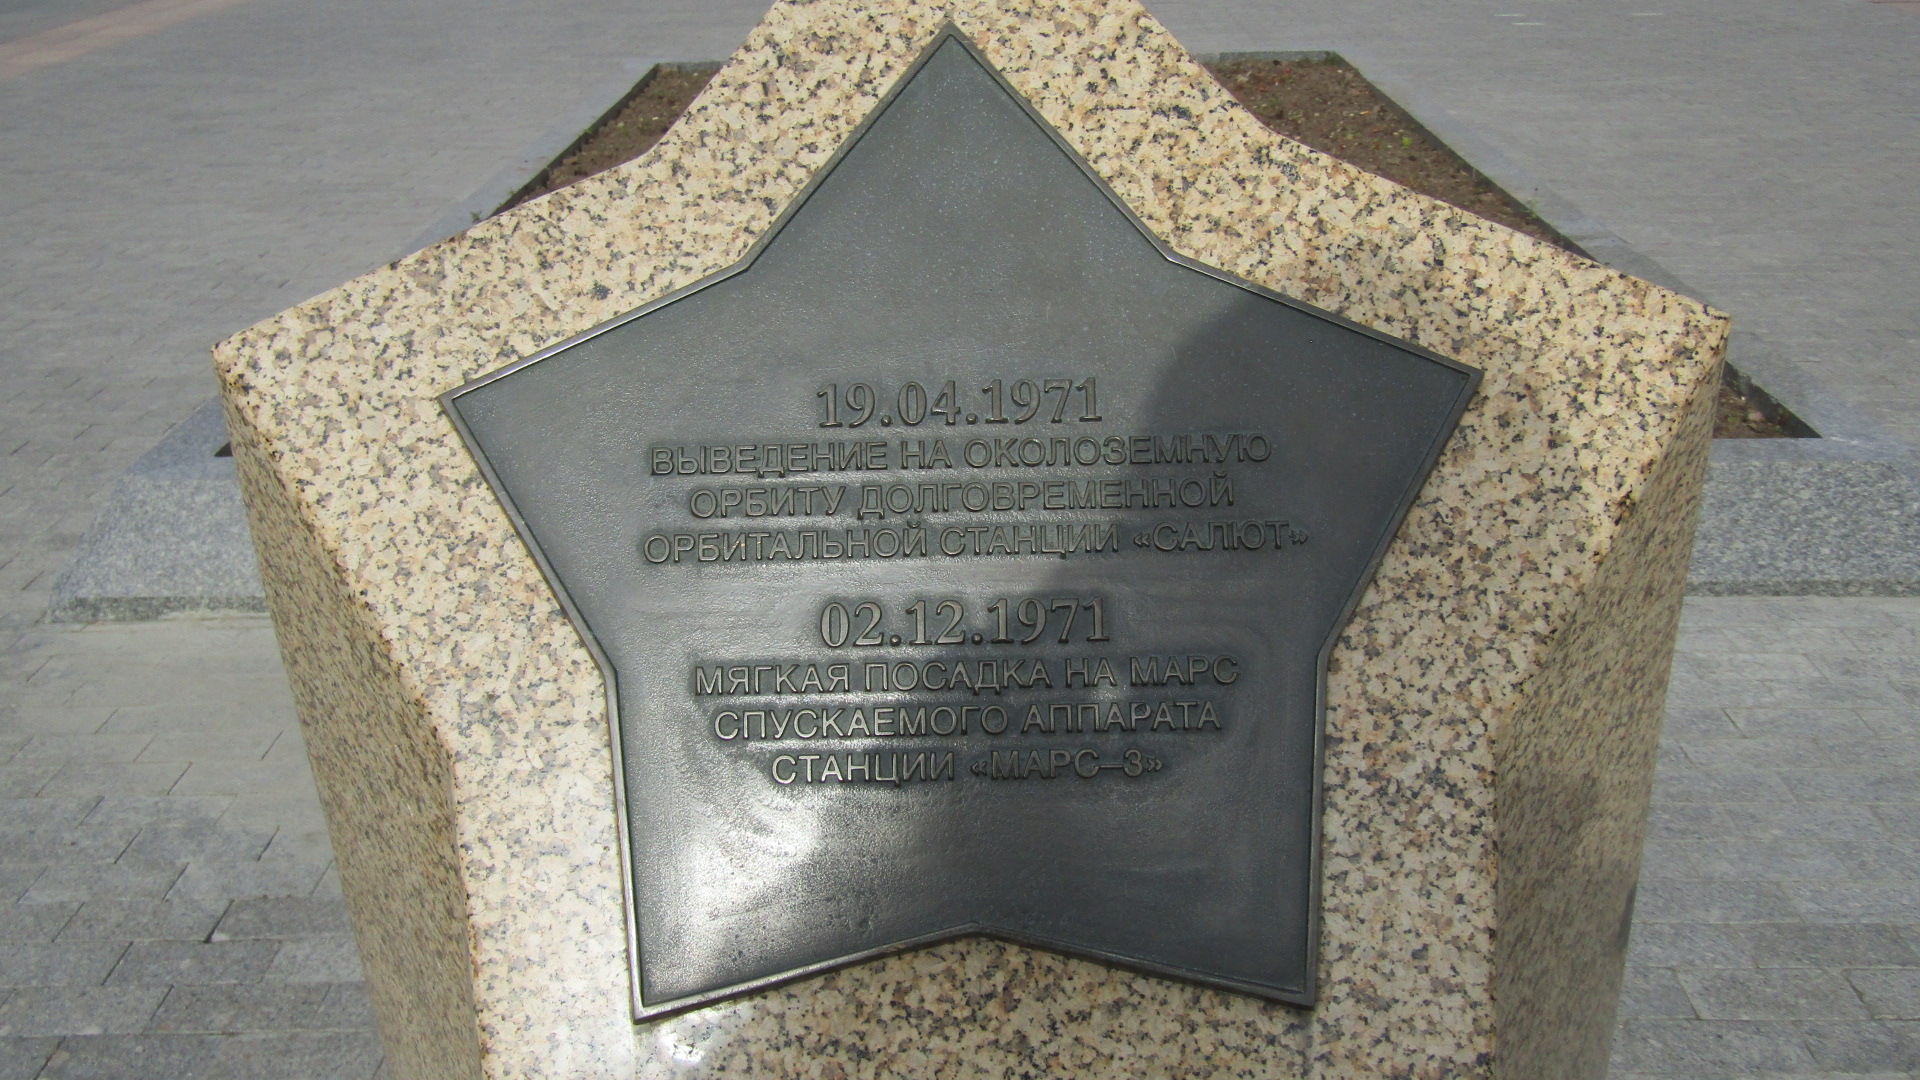 19.04.1971
ВЫВЕДЕНИЕ НА ОКОЛОЗЕМНУЮ
ОРБИТУ ДОЛГОВРЕМЕННОЙ
ОРБИТАЛЬНОЙ СТАНЦИИ «САЛЮТ»
02.12.1971
МЯГКАЯ ПОСАДКА НА МАРС
СПУСКАЕМОГО АППАРАТА
СТАНЦИИ «МАРС–3»